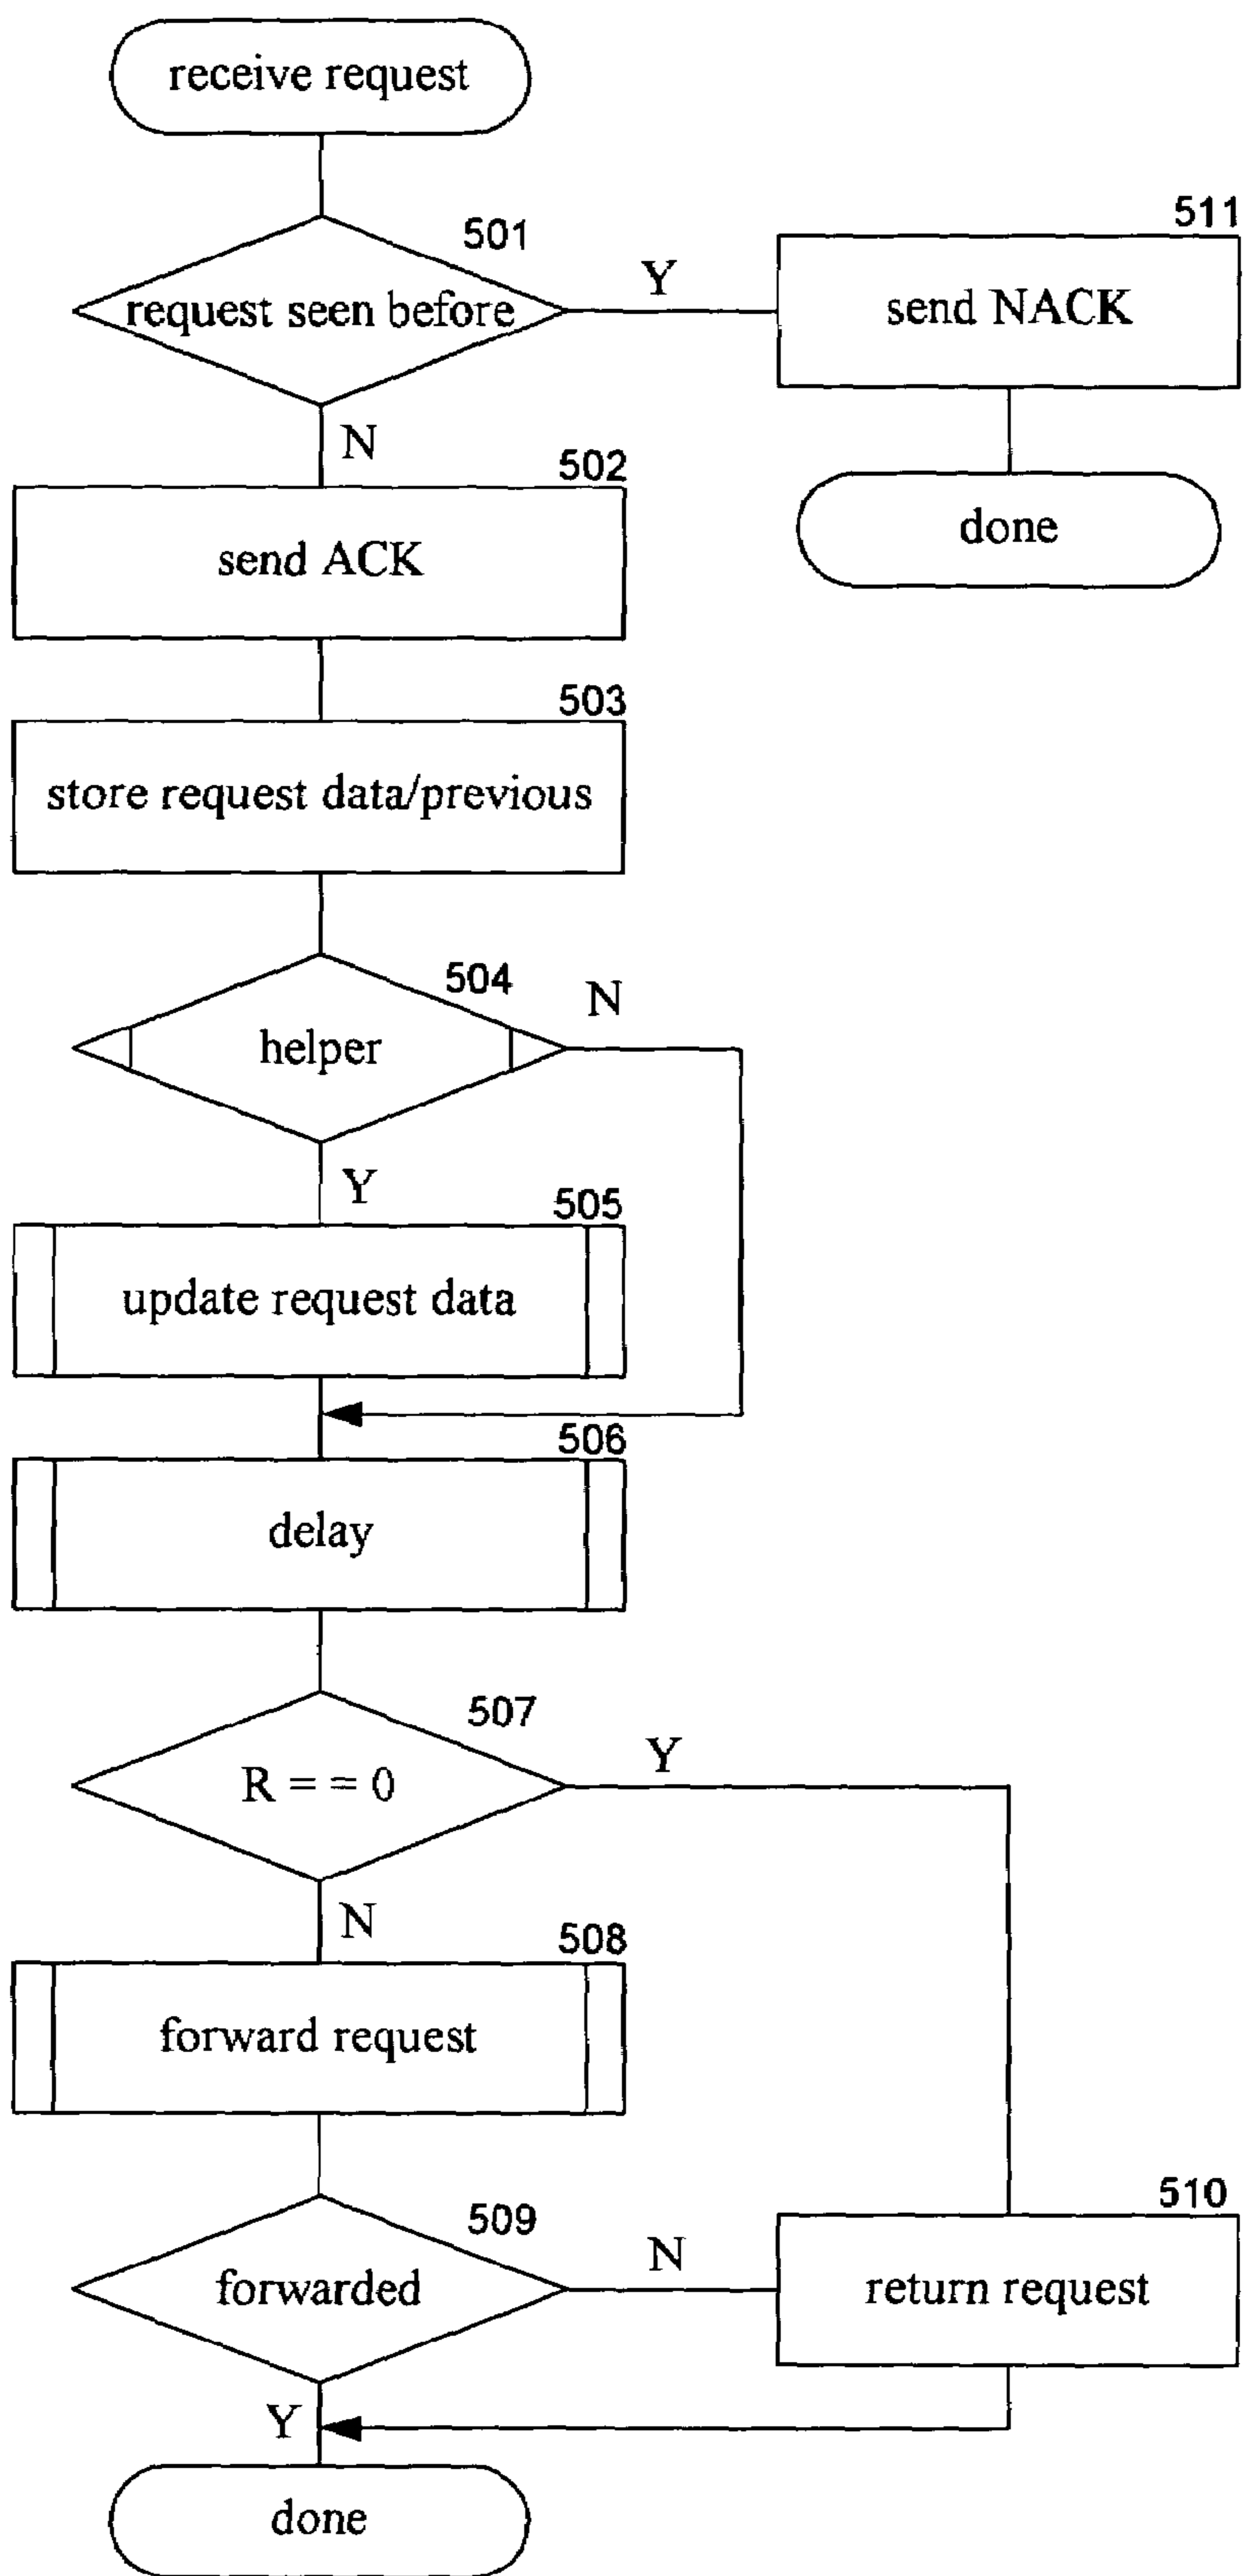 receive request
501
511
request seen before
Y
send NACK
N
502
send ACK
done
503
store request data/previous
504
N
helper
Y
505
update request data
506
delay
507
Y
R = = 0
N
508
forward request
509
510
forwarded
N
return request
Y
done